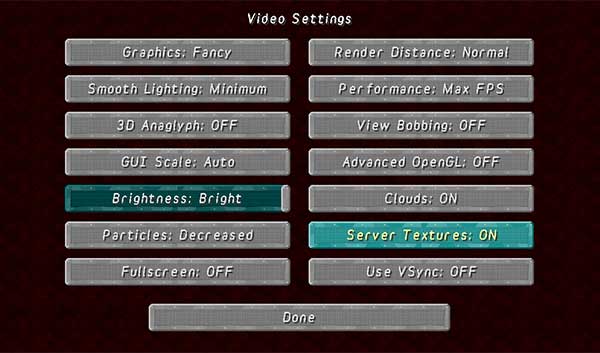 Video Settings
Graphics: Fancy
Render Distance: Normal
Smooth Lighting: Minimum
Performance: Max FPS
3D Anaglyph: OFF
View Bobbing: OFF
GUI Scale: Auto
Advanced OpenGL: OFF
Brightness: Bright
Clouds: ON
Particles: Decreased
Server Textures: ON
Fullscreen: OFF
Use VSync: OFF
Done